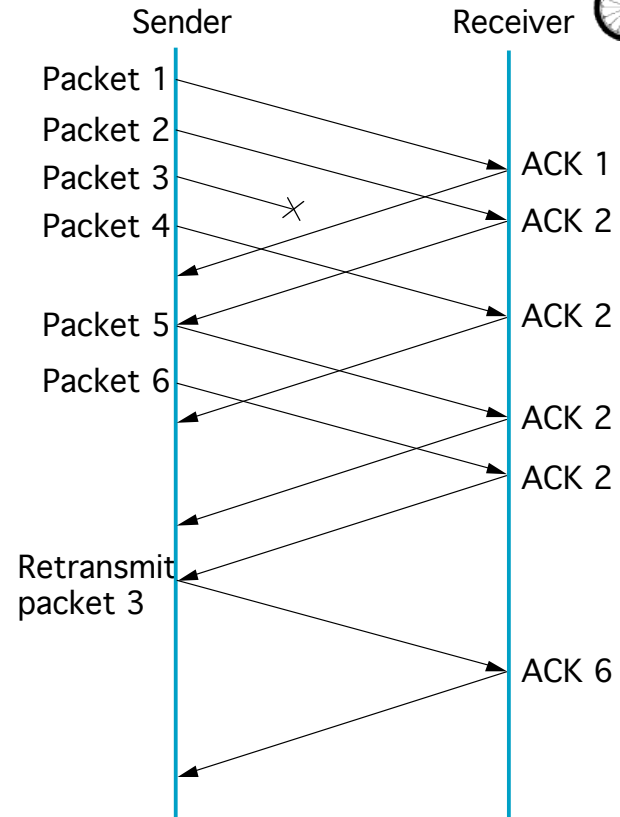 Sender
Receiver
Packet 1
Packet 2
Packet 3
Packet 4
Packet 5
Packet 6
Retransmit
packet 3
ACK 1
ACK 2
ACK 2
ACK 2
ACK 2
ACK 6